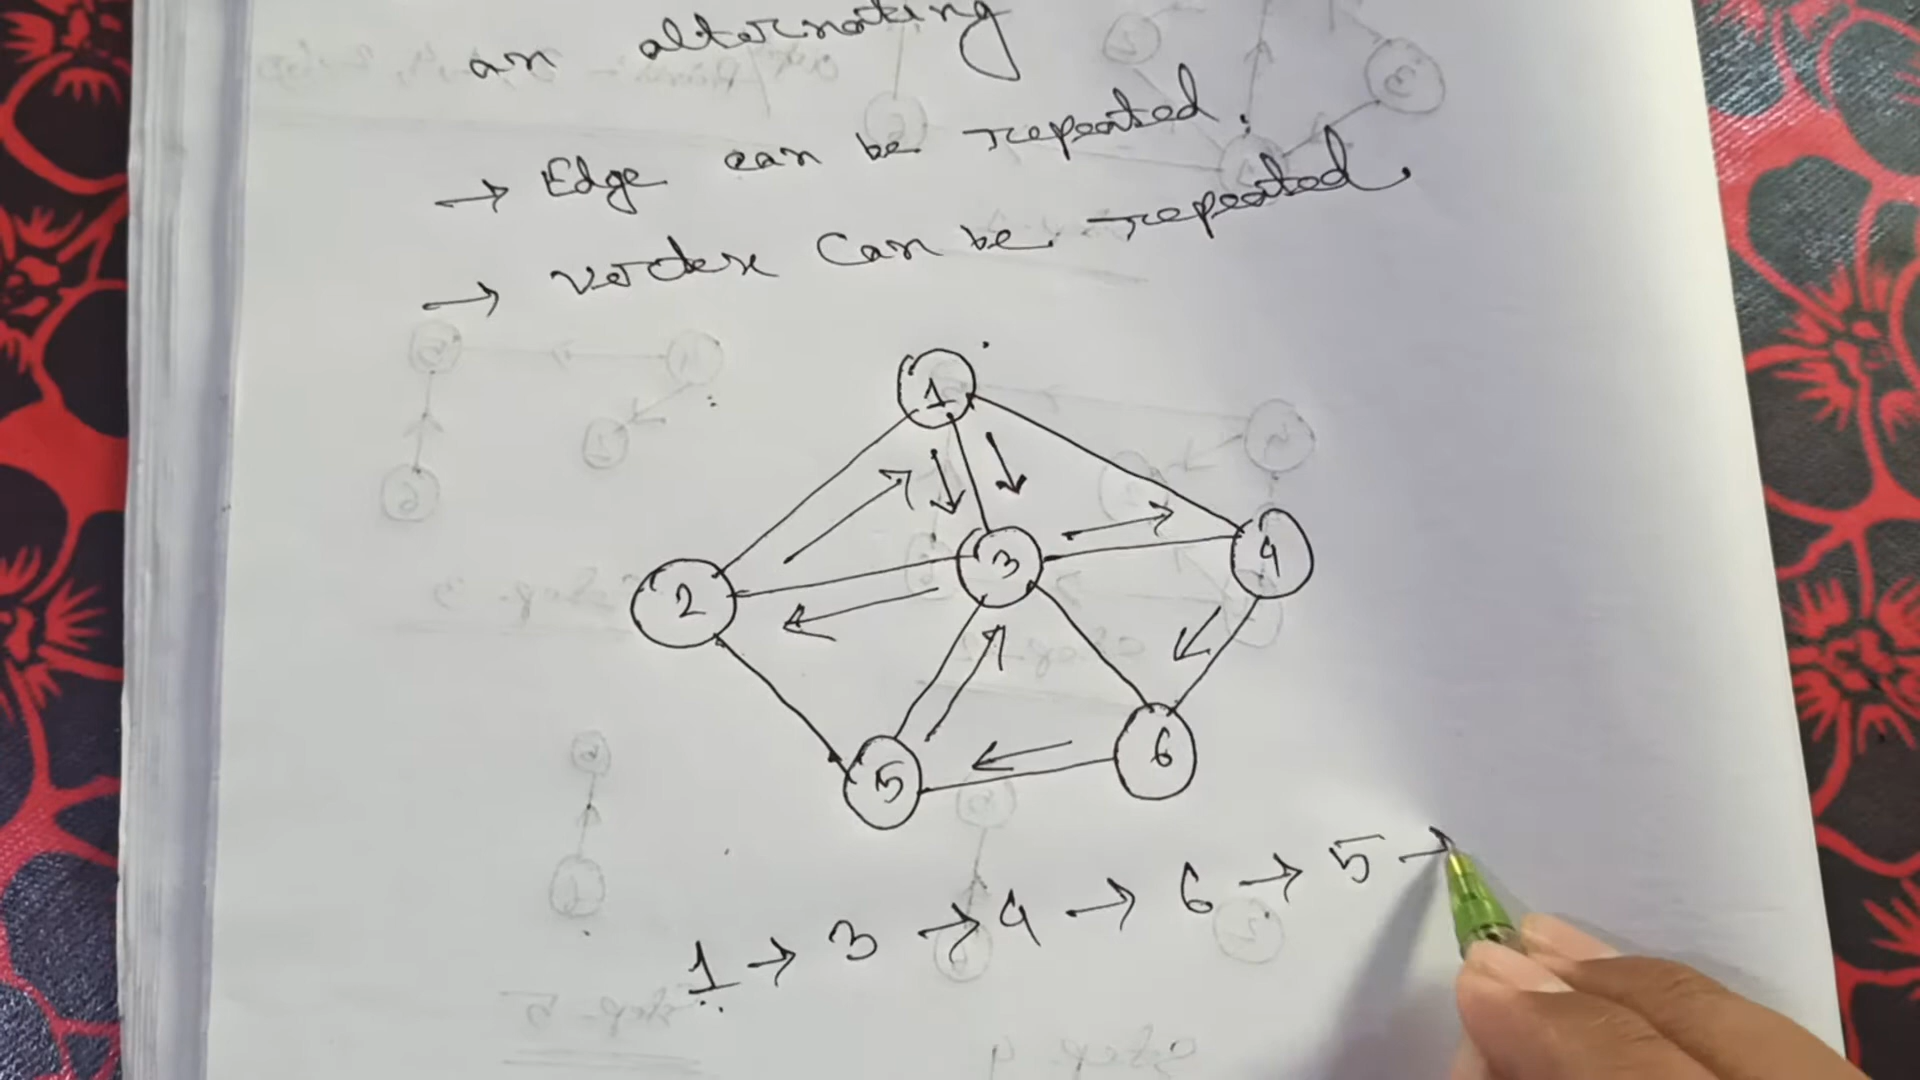 an alternating
→ Edge can be repeated.
→ Vertex can be repeated.
1
2 3 4
5 6
1 → 3 → 4 → 6 → 5 →